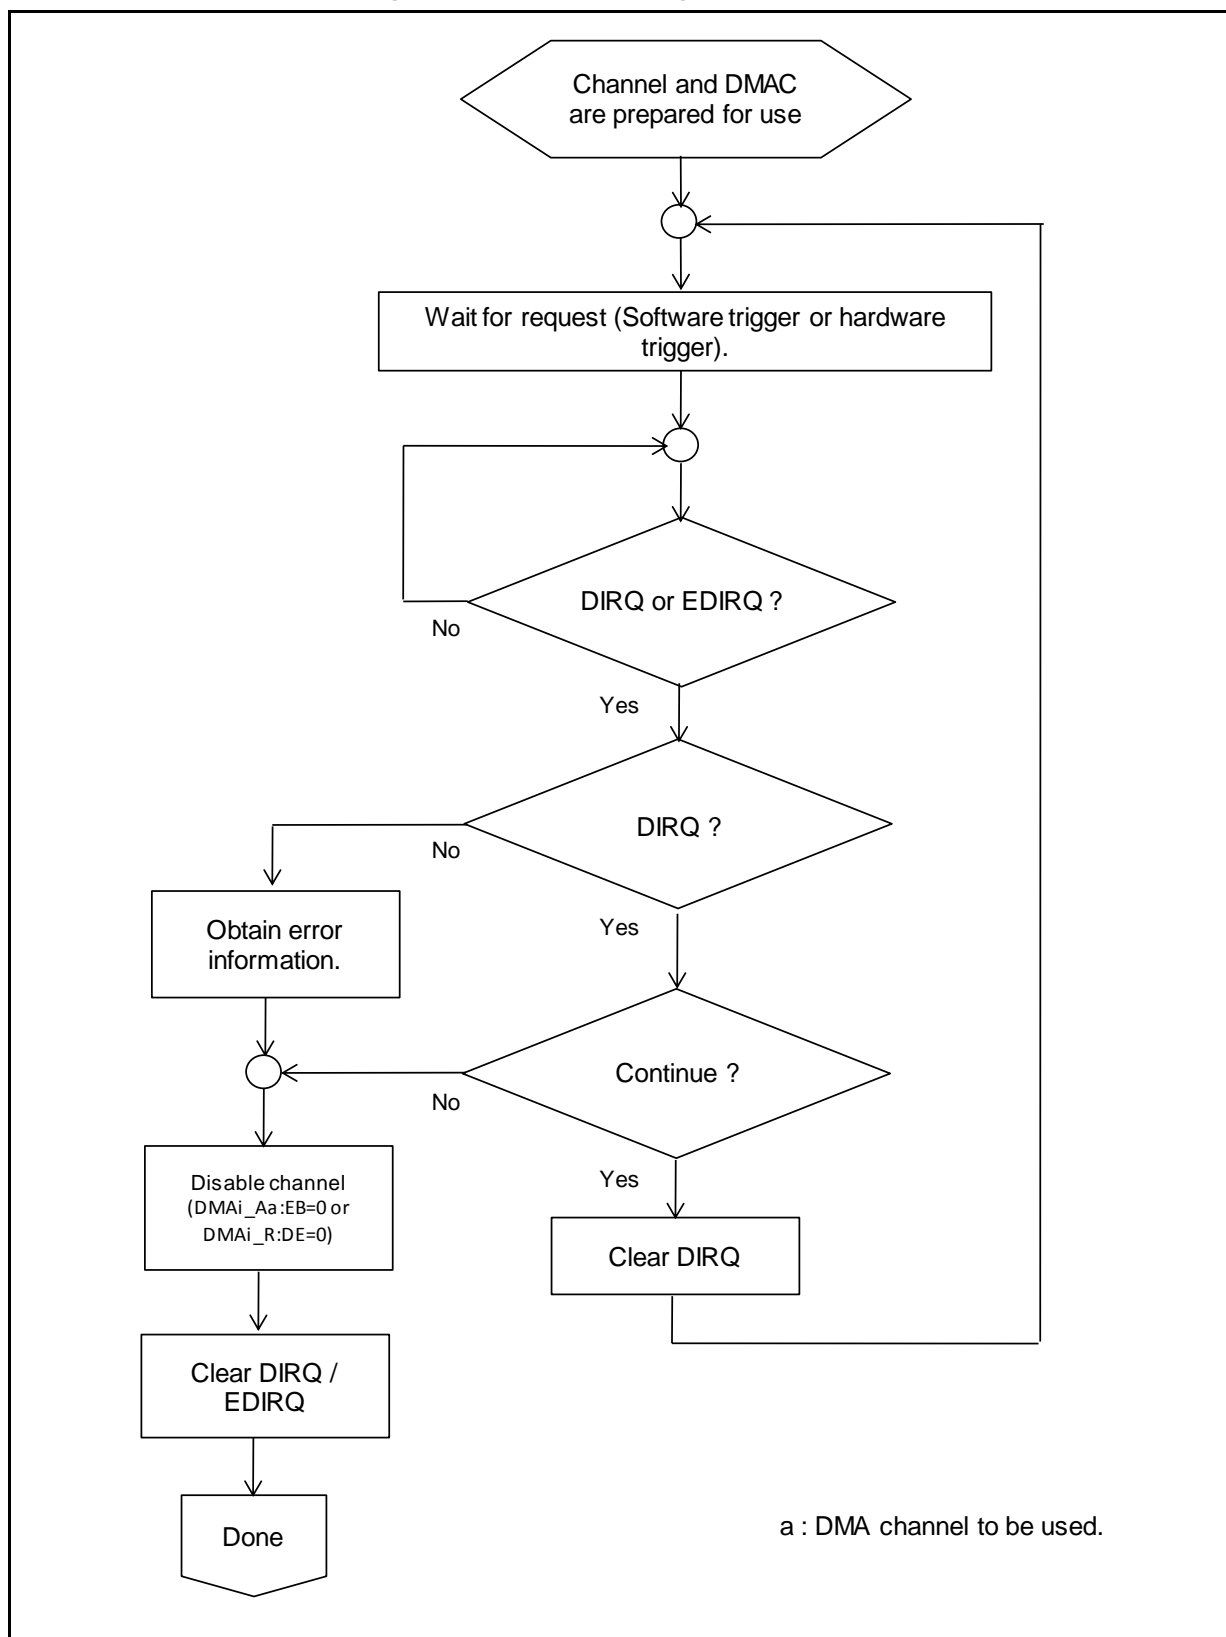 Channel and DMAC
are prepared for use
Wait for request (Software trigger or hardware
trigger).
DIRQ or EDIRQ ?
No
Yes
DIRQ ?
No
Yes
Obtain error
information.
Continue ?
No
Yes
Disable channel
(DMAi_Aa:EB=0 or
DMAi_R:DE=0)
Clear DIRQ
Clear DIRQ /
EDIRQ
Done
a : DMA channel to be used.